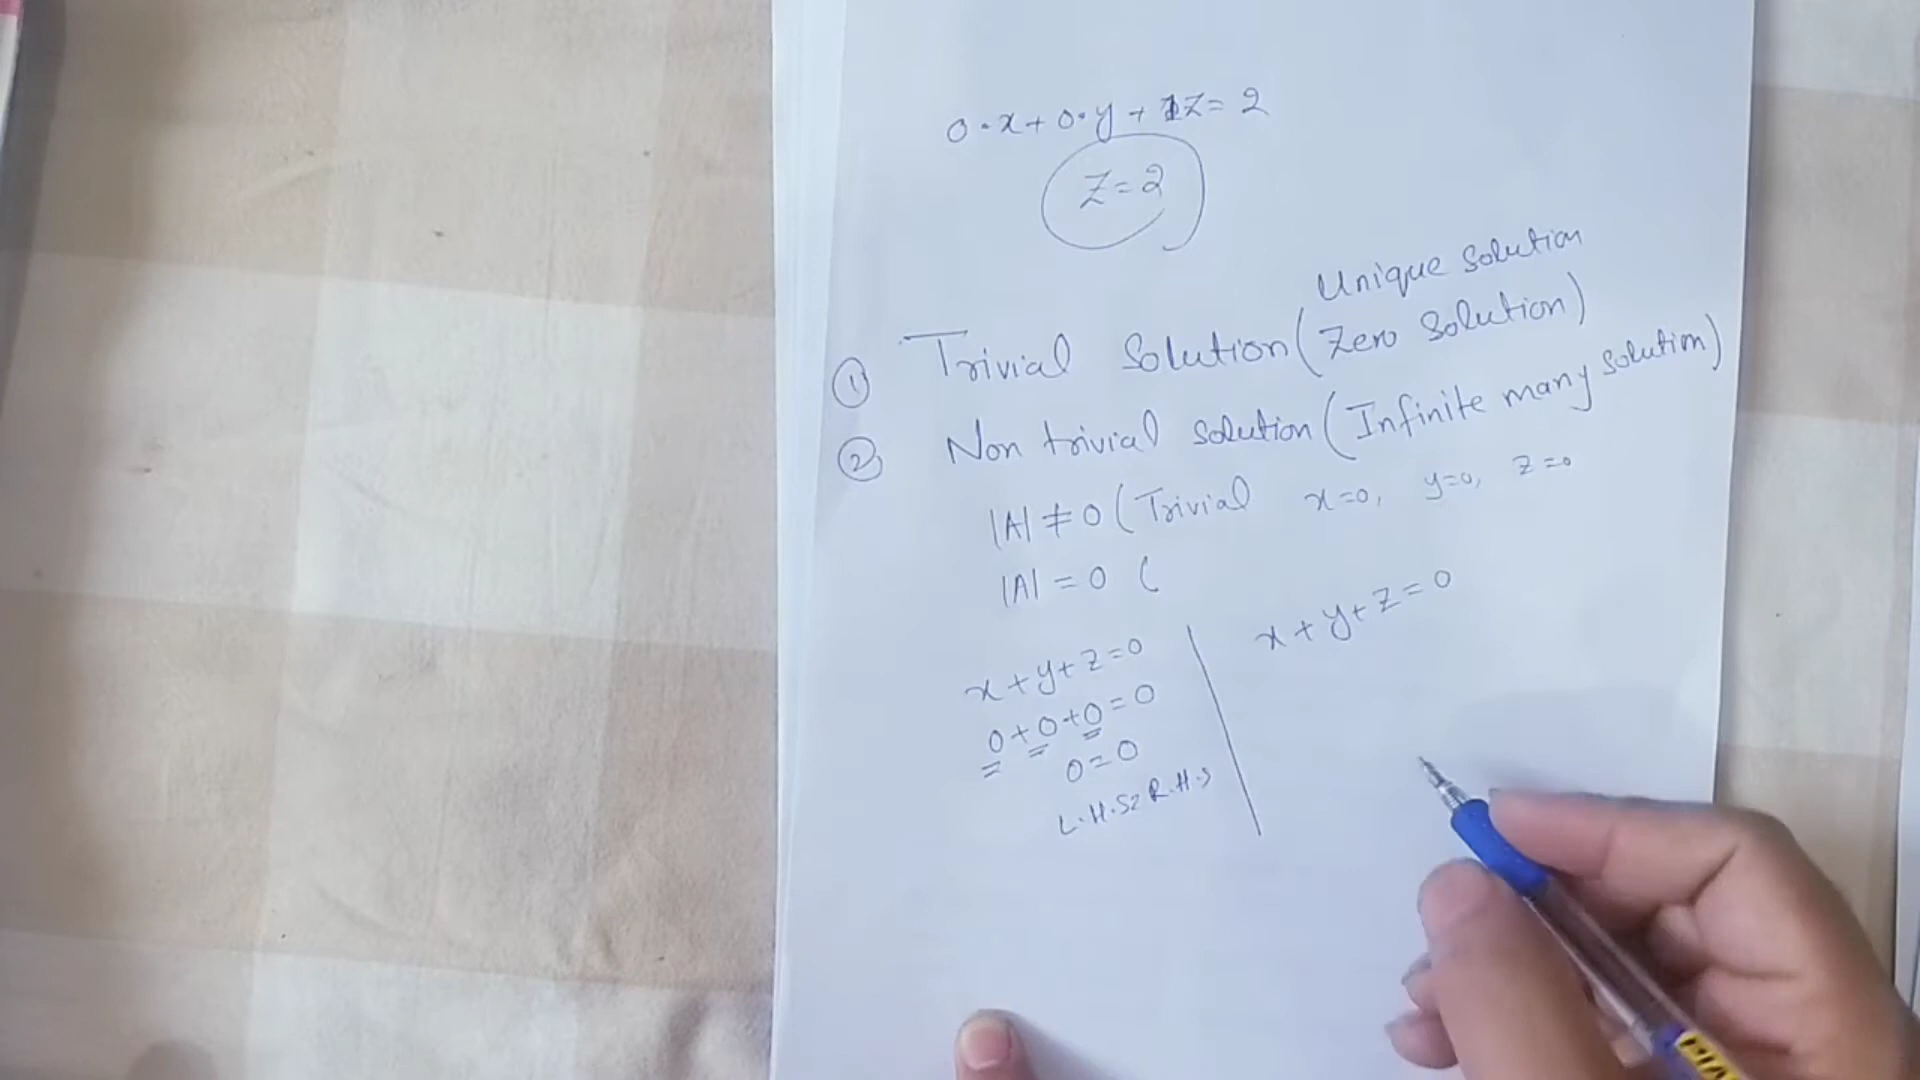 0·x+0·y+1z=2
z=2
Unique solution
① Trivial Solution (Zero Solution)
② Non trivial solution (Infinite many solution)
|A| ≠ 0 (Trivial x=0, y=0, z=0
|A| = 0 (
x+y+z=0
0+0+0=0
0=0
L.H.S= R.H.S
x+y+z=0